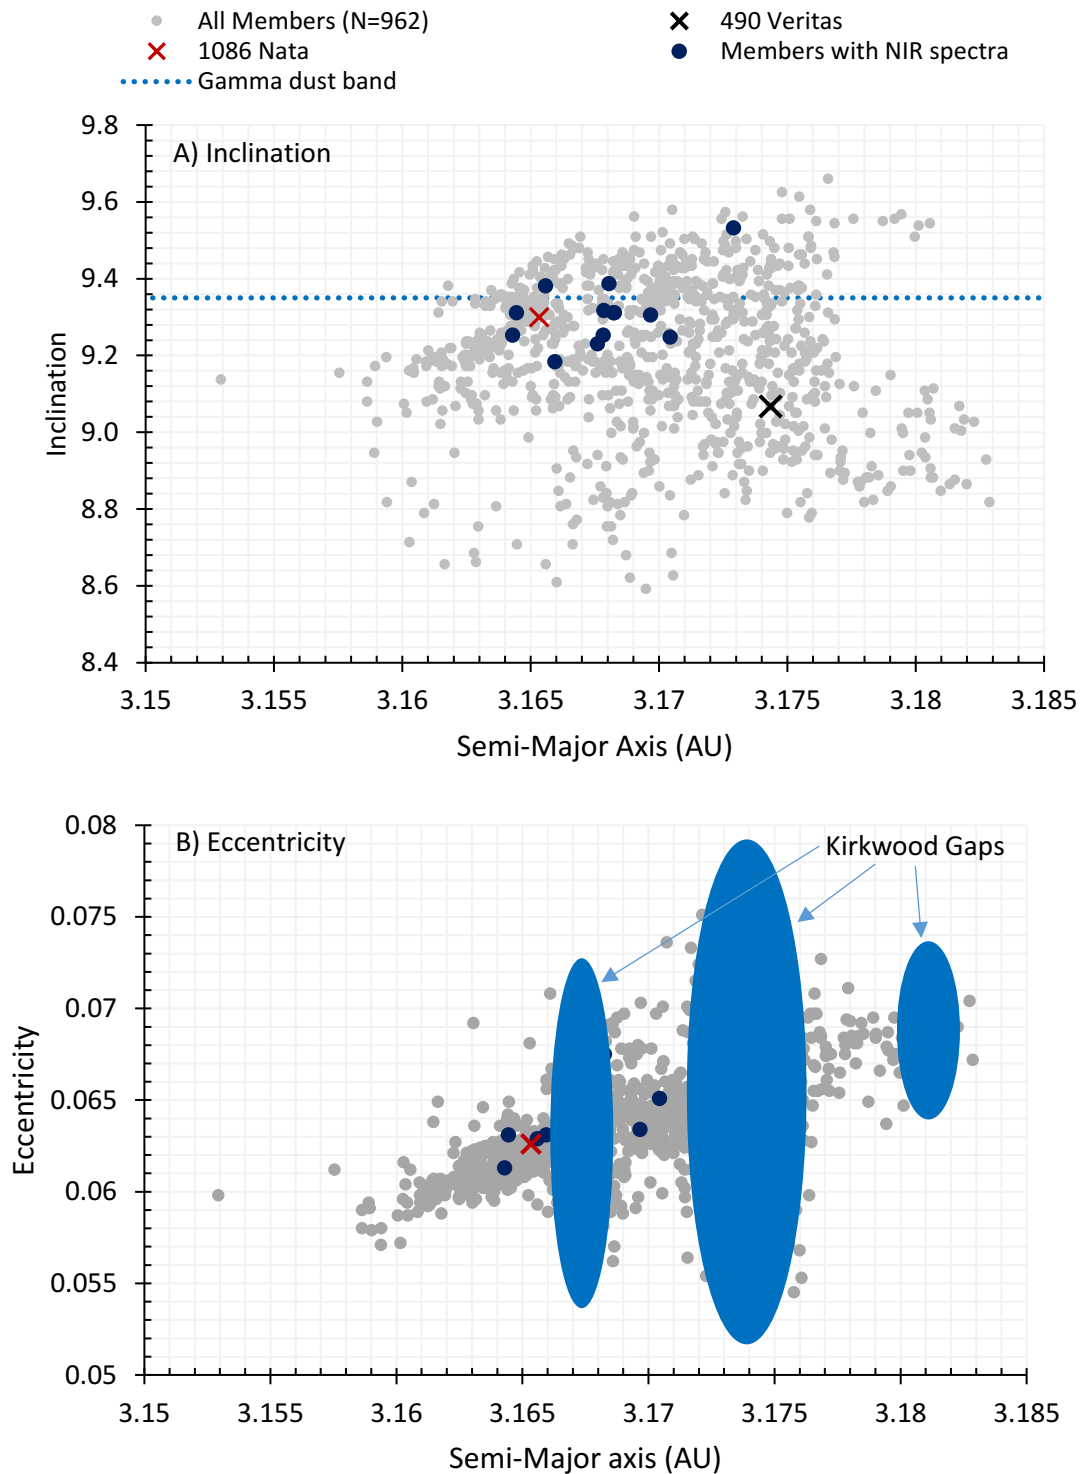 All Members (N=962)
490 Veritas
1086 Nata
Members with NIR spectra
Gamma dust band
A) Inclination
9.8
9.6
9.4
9.2
9.0
8.8
8.6
8.4
Inclination
3.15
3.155
3.16
3.165
3.17
3.175
3.18
3.185
Semi-Major Axis (AU)
B) Eccentricity
Kirkwood Gaps
0.08
0.075
0.07
0.065
0.06
0.055
0.05
Eccentricity
3.15
3.155
3.16
3.165
3.17
3.175
3.18
3.185
Semi-Major axis (AU)